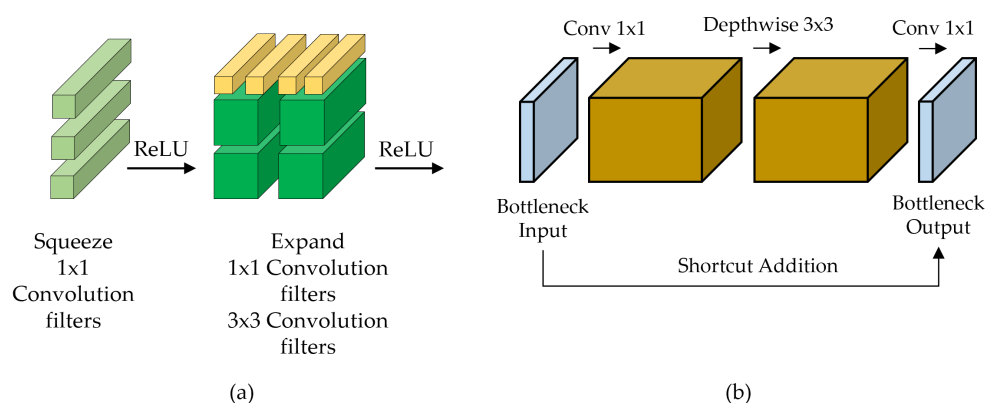 ReLU
ReLU
Squeeze
1x1
Convolution
filters
Expand
1x1 Convolution
filters
3x3 Convolution
filters
(a)
Conv 1x1
Depthwise 3x3
Conv 1x1
Bottleneck
Input
Bottleneck
Output
Shortcut Addition
(b)